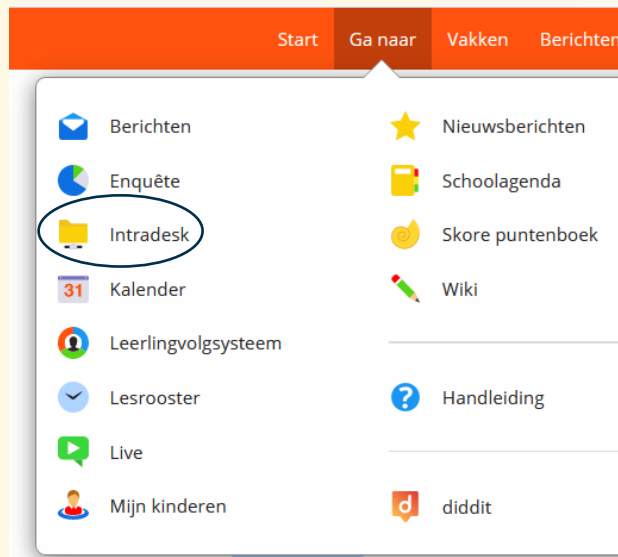 Start Ga naar Vakken Berichten
Berichten
Enquête
Intradesk
31 Kalender
Leerlingvolgsysteem
Lesrooster
Live
Mijn kinderen
Nieuwsberichten
Schoolagenda
Skore puntenboek
Wiki
? Handleiding
d diddit